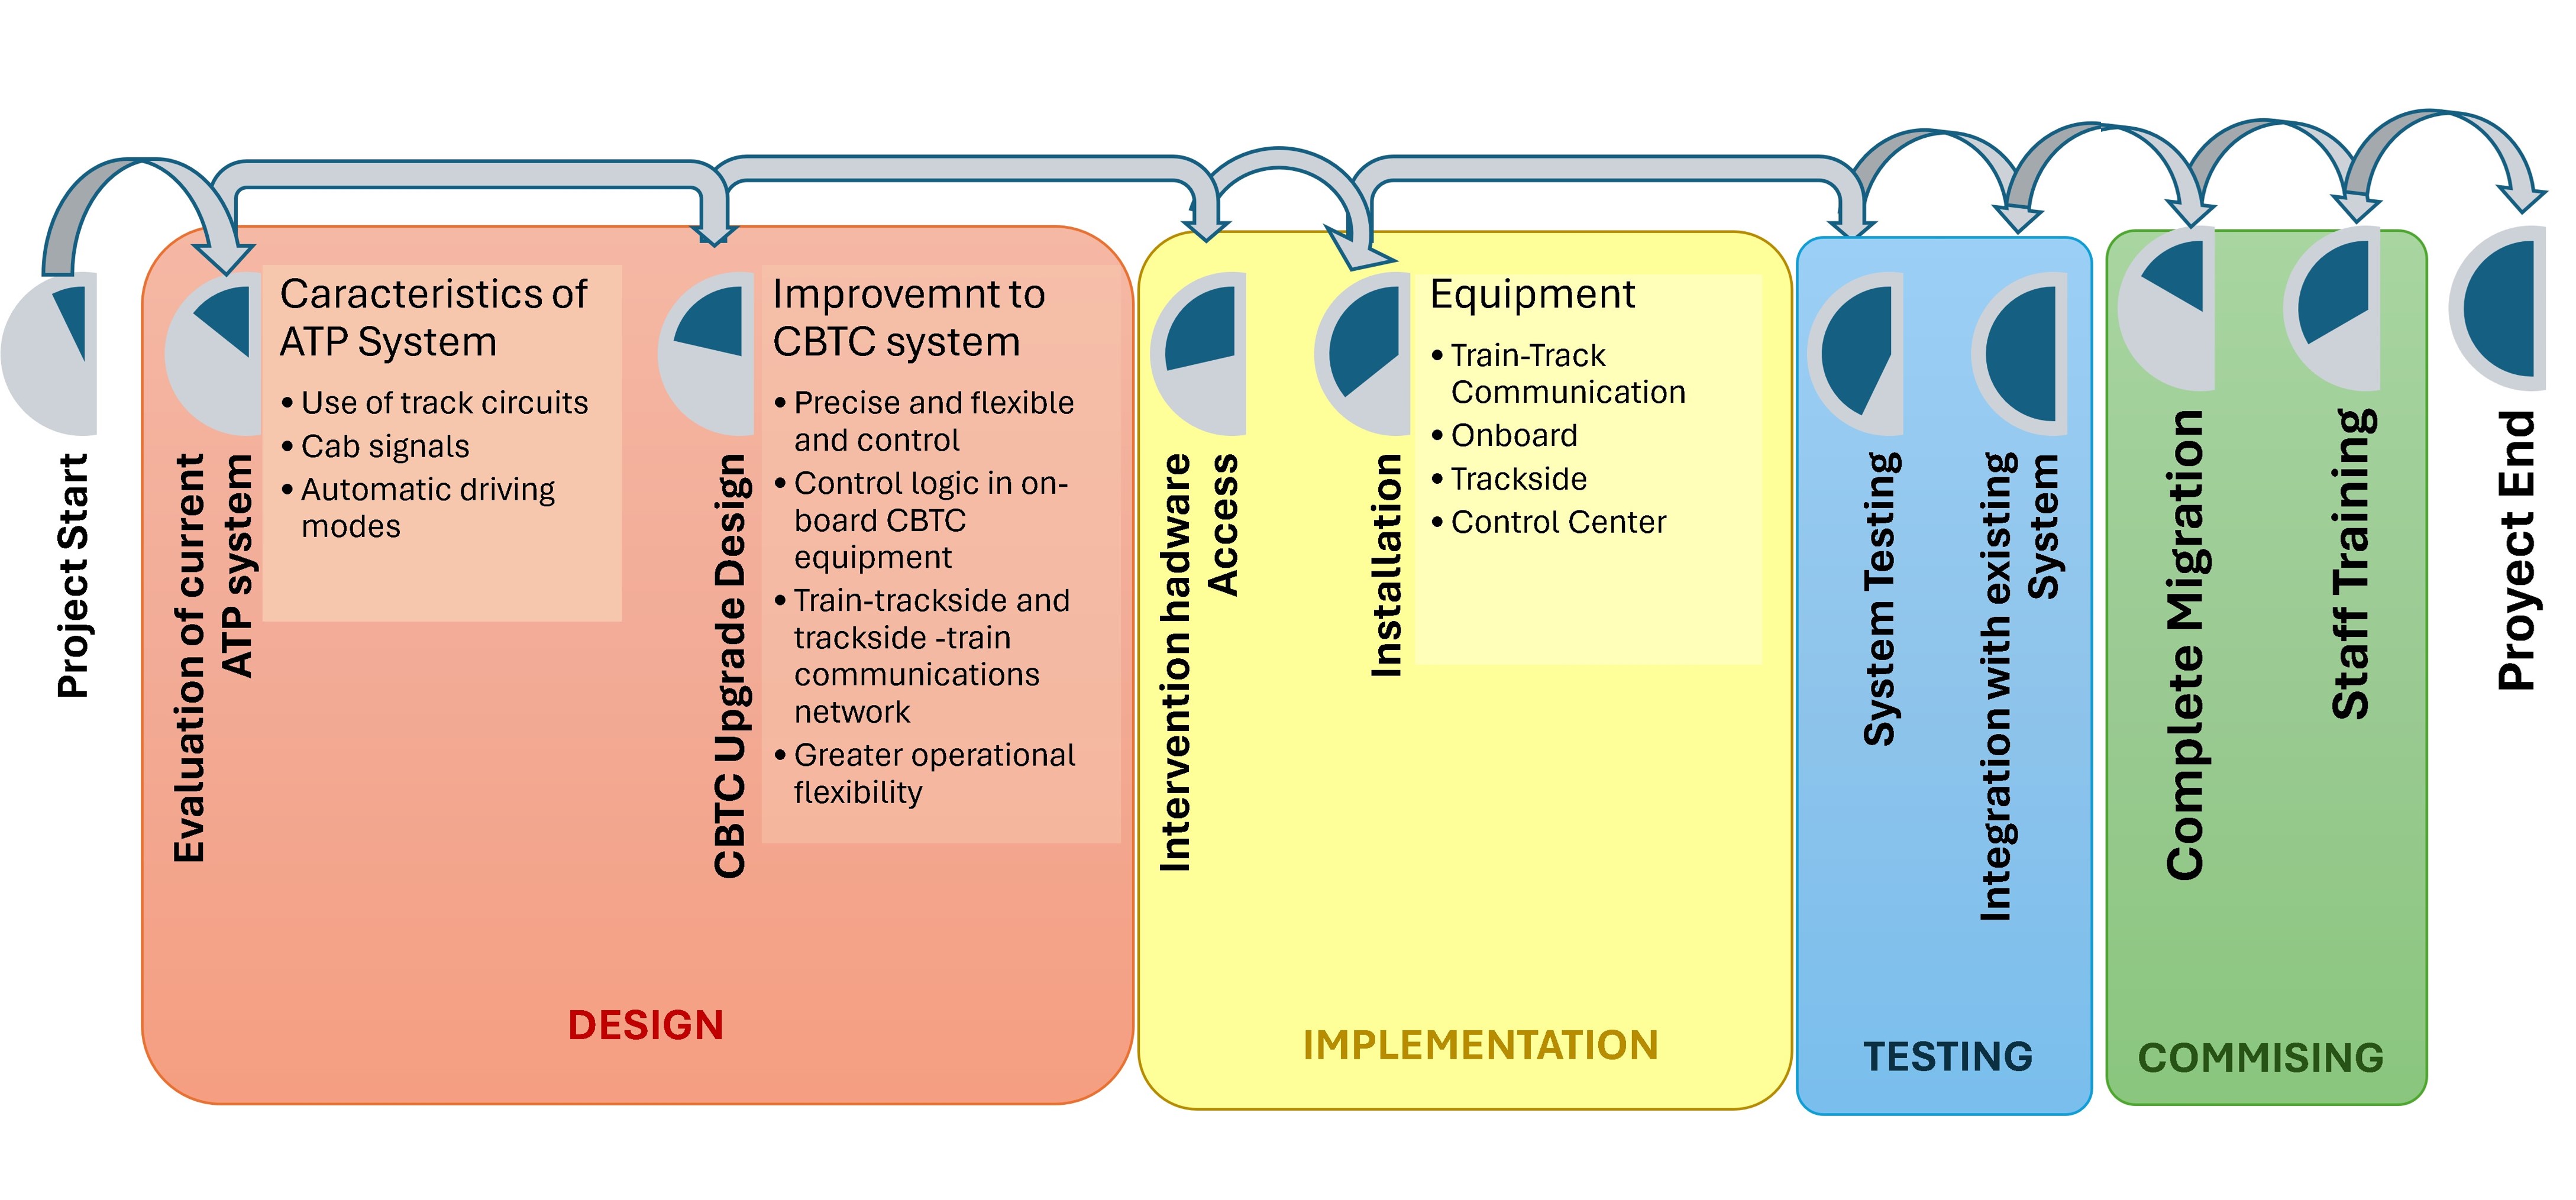 Project Start
Evaluation of current
ATP system
Caracteristics of
ATP System
• Use of track circuits
• Cab signals
• Automatic driving
modes
CBTC Upgrade Design
Improvemnt to
CBTC system
• Precise and flexible
and control
• Control logic in on-
board CBTC
equipment
• Train-trackside and
trackside -train
communications
network
• Greater operational
flexibility
DESIGN
Intervention hadware
Access
Installation
Equipment
• Train-Track
Communication
• Onboard
• Trackside
• Control Center
IMPLEMENTATION
System Testing
Integration with existing
System
TESTING
Complete Migration
Staff Training
COMMISING
Proyect End